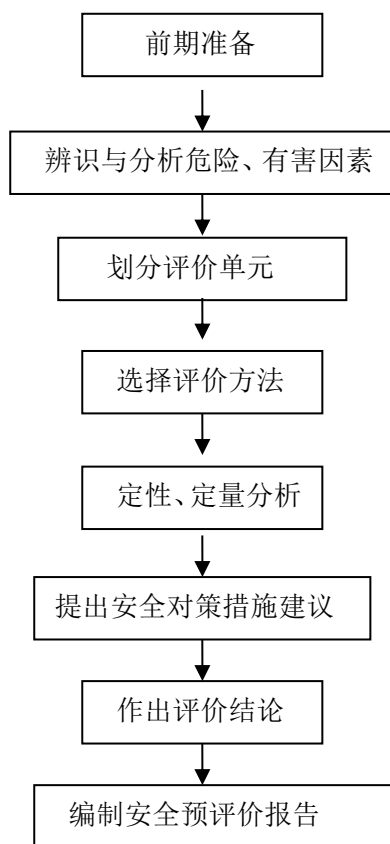 前期准备
辨识与分析危险、有害因素
划分评价单元
选择评价方法
定性、定量分析
提出安全对策措施建议
作出评价结论
编制安全预评价报告